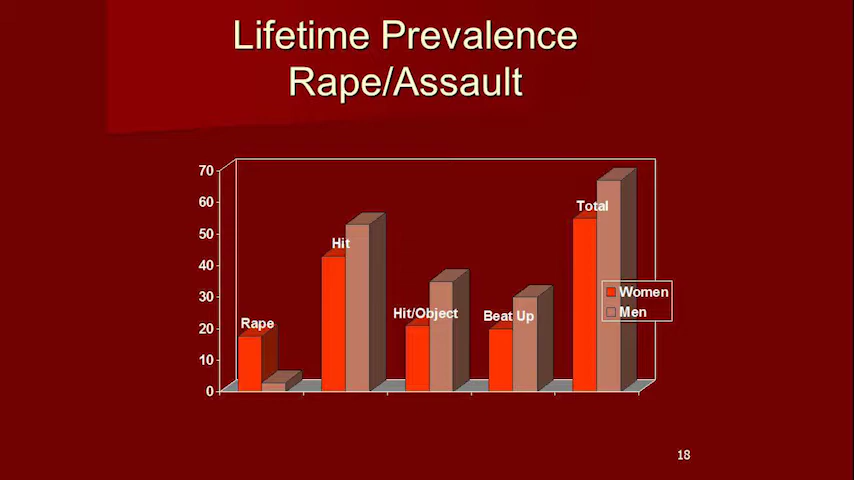 Lifetime Prevalence
Rape/Assault
70
60
50
40
30
20
10
0
Rape
Hit
Hit/Object
Beat Up
Total
Women
Men
18